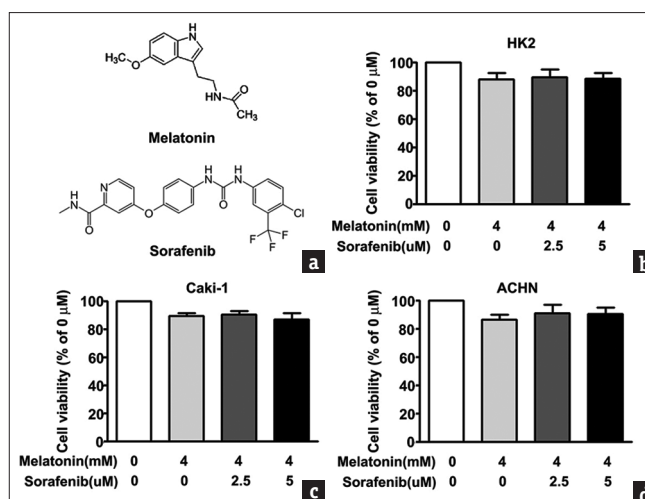 H
N
O
H₃C
HN
O
CH₃
Melatonin
N
H
N
O
O
H
N
O
H
N
Cl
F
F
F
Sorafenib
a
HK2
Cell viability (% of 0 µM)
100
80
60
40
20
0
Melatonin(mM) 0 4 4 4
Sorafenib(uM) 0 0 2.5 5
b
Caki-1
Cell viability (% of 0 µM)
100
80
60
40
20
0
Melatonin(mM) 0 4 4 4
Sorafenib(uM) 0 0 2.5 5
c
ACHN
Cell viability (% of 0 µM)
100
80
60
40
20
0
Melatonin(mM) 0 4 4 4
Sorafenib(uM) 0 0 2.5 5
d